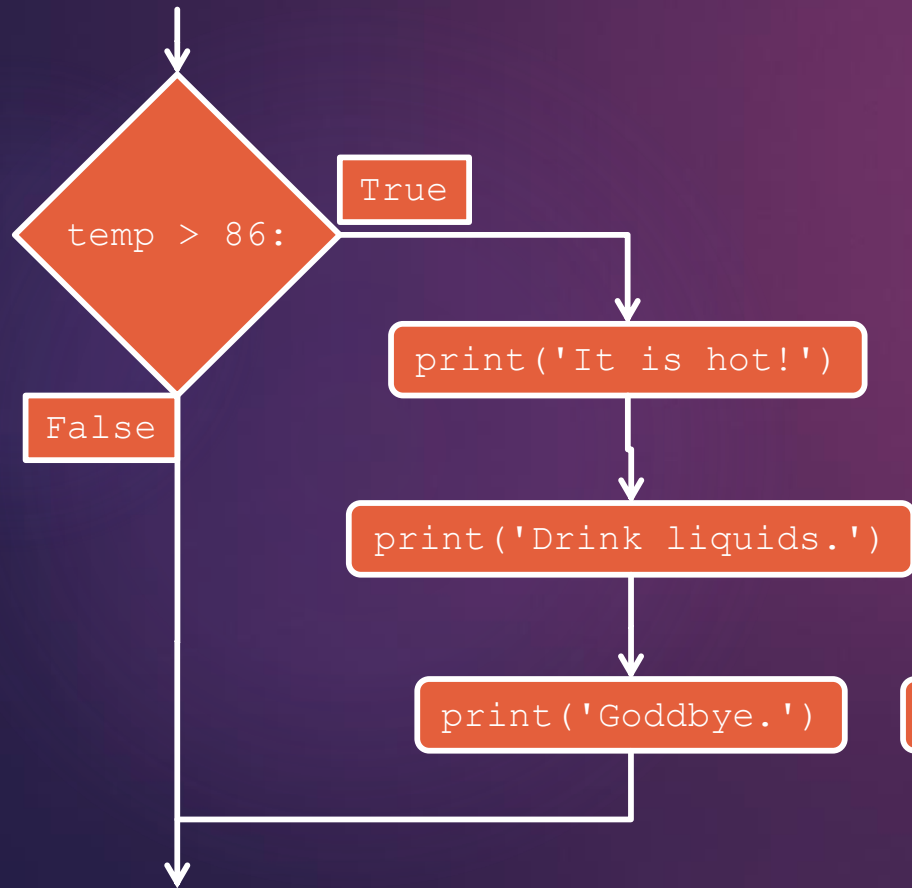 temp > 86:
True
print('It is hot!')
False
print('Drink liquids.')
print('Goddbye.')